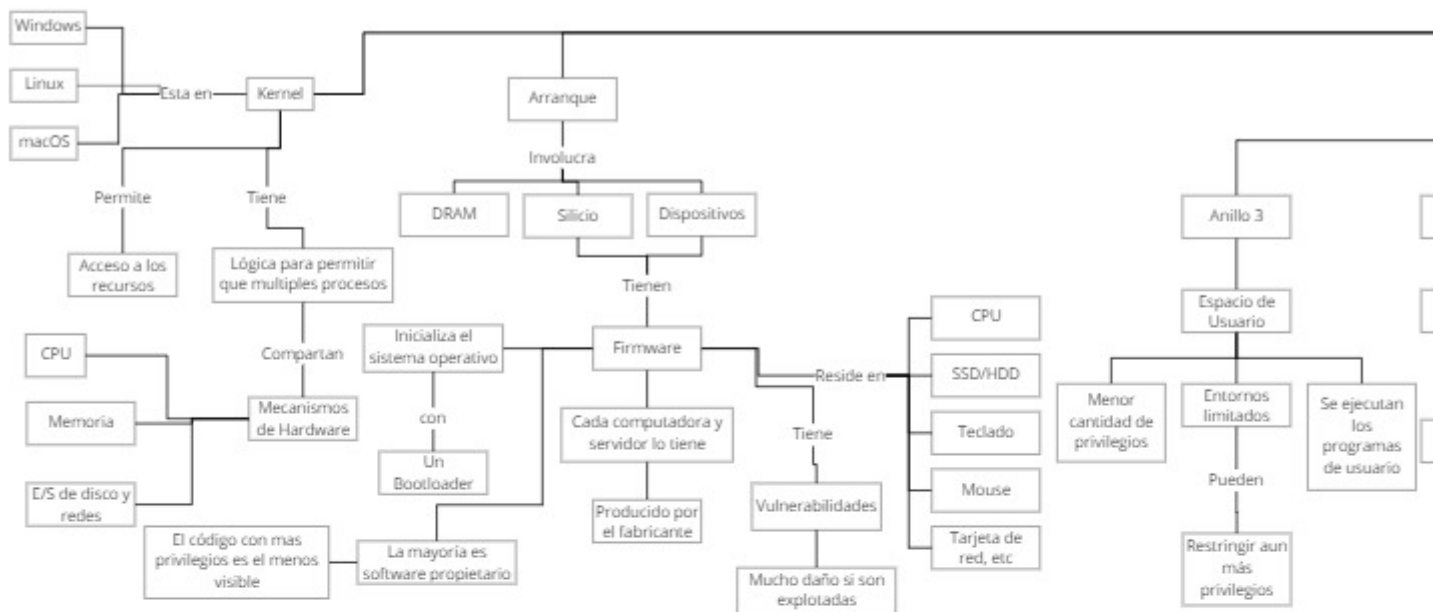 Windows
Linux
macOS
Esta en
Kernel
Permite
Tiene
Acceso a los
recursos
Lógica para permitir
que multiples procesos
Compartan
Mecanismos
de Hardware
CPU
Memoria
E/S de disco y
redes
Arranque
Involucra
DRAM
Silicio
Dispositivos
Tienen
Firmware
Inicializa el
sistema operativo
con
Un
Bootloader
La mayoría es
software propietario
El código con mas
privilegios es el menos
visible
Cada computadora y
servidor lo tiene
Producido por
el fabricante
Tiene
Vulnerabilidades
Mucho daño si son
explotadas
Reside en
CPU
SSD/HDD
Teclado
Mouse
Tarjeta de
red, etc
Anillo 3
Espacio de
Usuario
Menor
cantidad de
privilegios
Entornos
limitados
Pueden
Restringir aun
más
privilegios
Se ejecutan
los
programas
de usuario